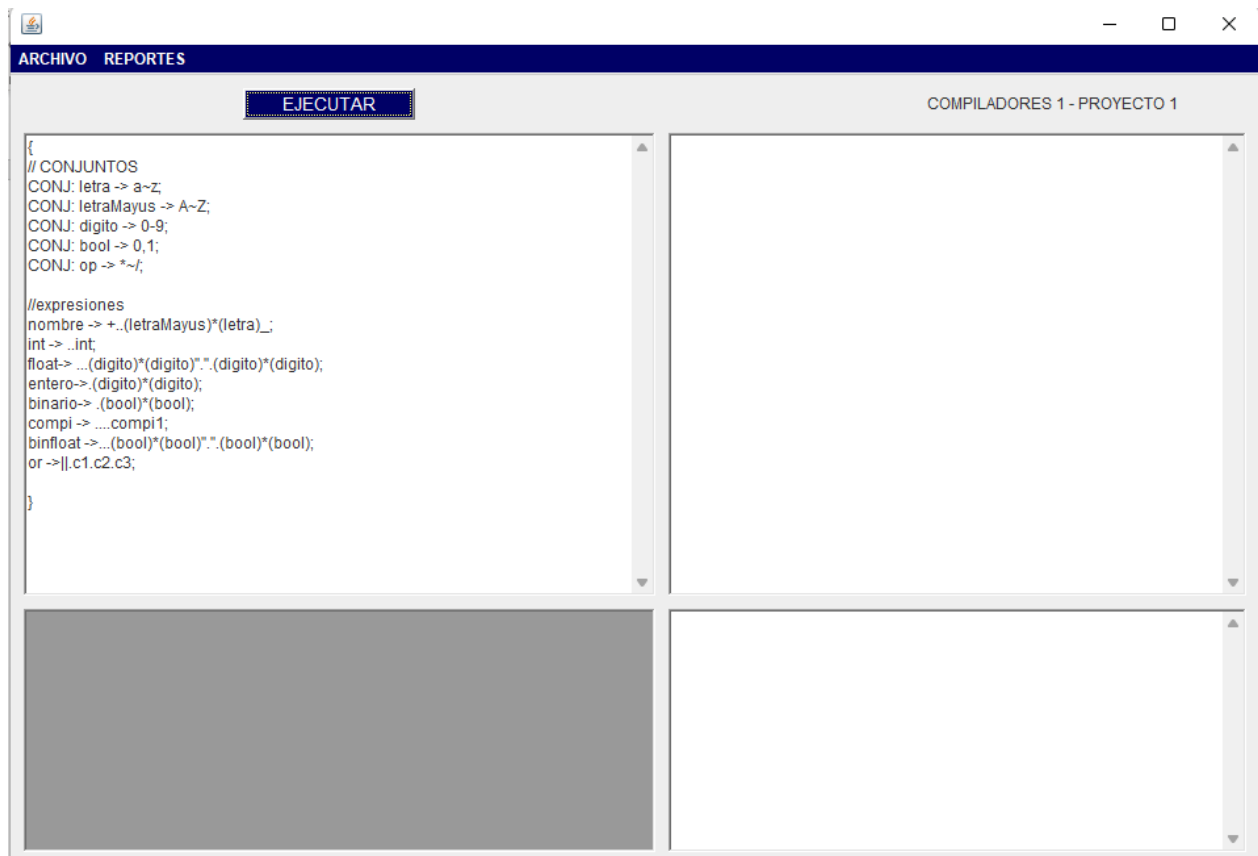 ARCHIVO REPORTES
EJECUTAR
COMPILADORES 1 - PROYECTO 1
{
// CONJUNTOS
CONJ: letra -> a~z;
CONJ: letraMayus -> A~Z;
CONJ: digito -> 0-9;
CONJ: bool -> 0,1;
CONJ: op -> *~/;
//expresiones
nombre -> +..(letraMayus)*(letra)_;
int -> ..int;
float-> ...(digito)*(digito)".".(digito)*(digito);
entero->.(digito)*(digito);
binario-> .(bool)*(bool);
compi -> ....compi1;
binfloat ->...(bool)*(bool)".".(bool)*(bool);
or ->||.c1.c2.c3;
}